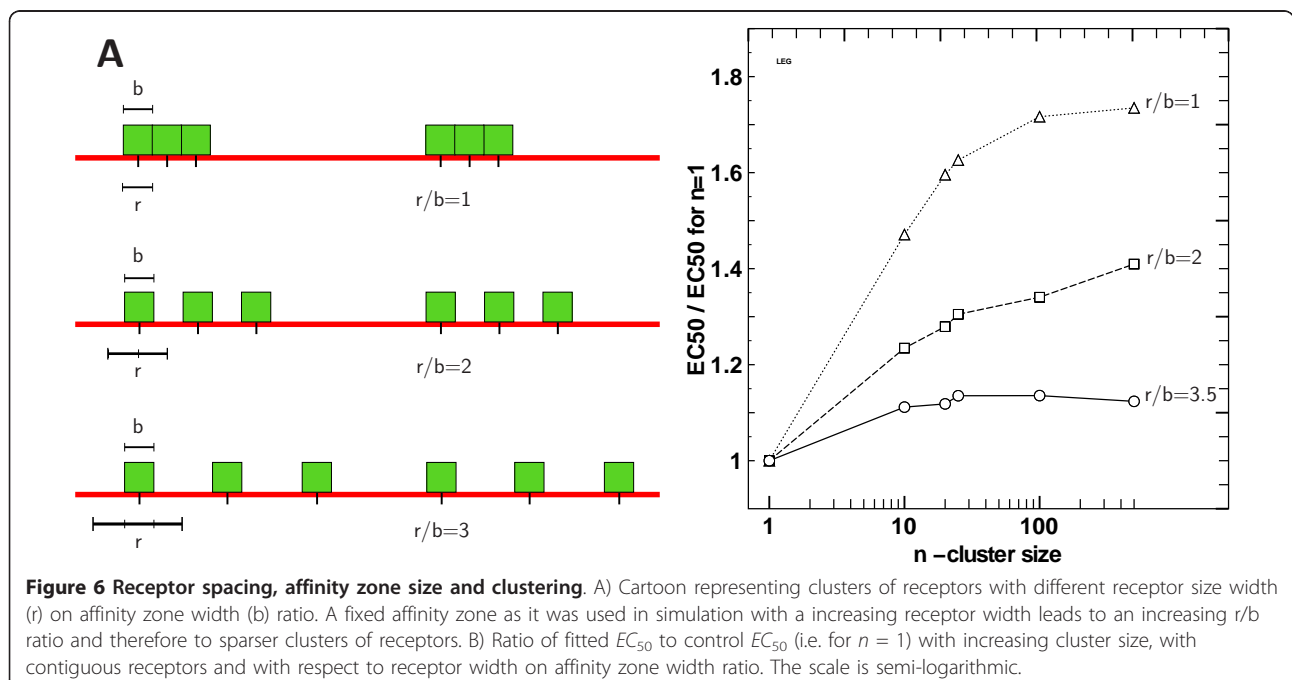 A
b
r
r/b=1
b
r
r/b=2
b
r
r/b=3
LEG
EC50 / EC50 for n=1
1.8
1.6
1.4
1.2
1
r/b=1
r/b=2
r/b=3.5
1 10 100
n −cluster size
Figure 6 Receptor spacing, affinity zone size and clustering. A) Cartoon representing clusters of receptors with different receptor size width
(r) on affinity zone width (b) ratio. A fixed affinity zone as it was used in simulation with a increasing receptor width leads to an increasing r/b
ratio and therefore to sparser clusters of receptors. B) Ratio of fitted EC50 to control EC50 (i.e. for n = 1) with increasing cluster size, with
contiguous receptors and with respect to receptor width on affinity zone width ratio. The scale is semi-logarithmic.